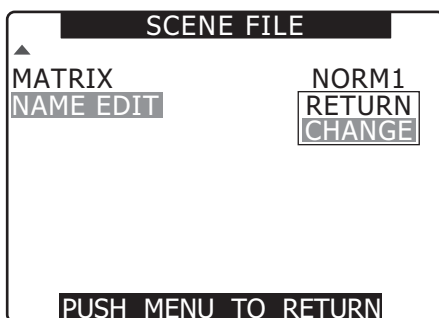 SCENE FILE
MATRIX NORM1
NAME EDIT RETURN
CHANGE
PUSH MENU TO RETURN